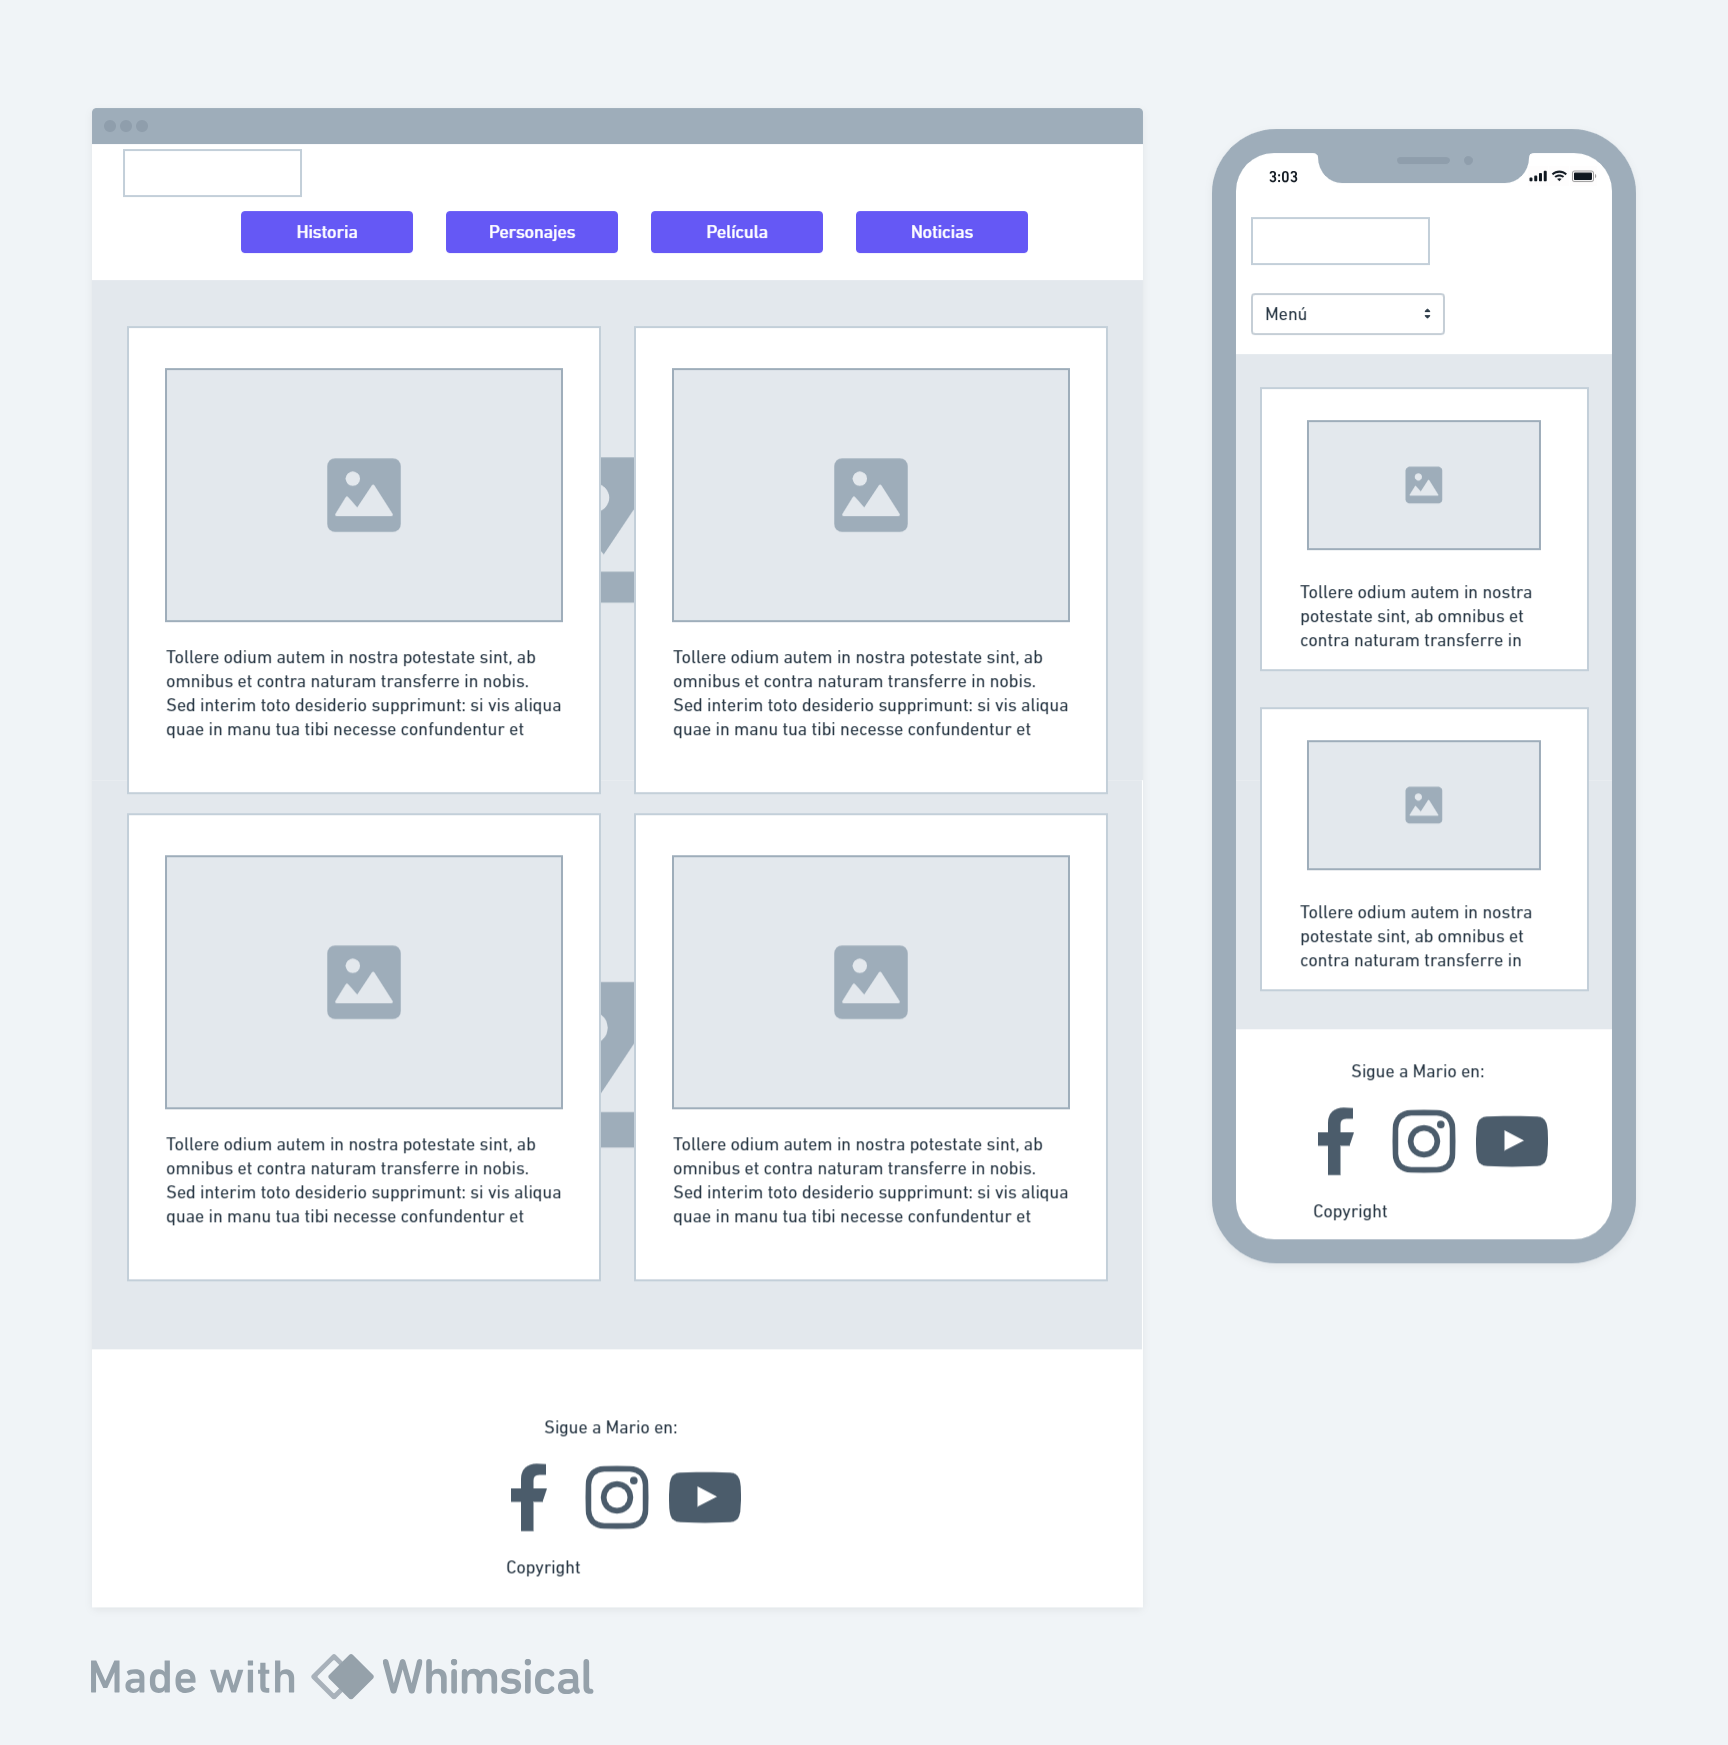 Historia
Personajes
Película
Noticias
Tollere odium autem in nostra potestate sint, ab
omnibus et contra naturam transferre in nobis.
Sed interim toto desiderio supprimunt: si vis aliqua
quae in manu tua tibi necesse confundentur et
Tollere odium autem in nostra potestate sint, ab
omnibus et contra naturam transferre in nobis.
Sed interim toto desiderio supprimunt: si vis aliqua
quae in manu tua tibi necesse confundentur et
Tollere odium autem in nostra potestate sint, ab
omnibus et contra naturam transferre in nobis.
Sed interim toto desiderio supprimunt: si vis aliqua
quae in manu tua tibi necesse confundentur et
Tollere odium autem in nostra potestate sint, ab
omnibus et contra naturam transferre in nobis.
Sed interim toto desiderio supprimunt: si vis aliqua
quae in manu tua tibi necesse confundentur et
Sigue a Mario en:
Copyright
3:03
Menú
Tollere odium autem in nostra
potestate sint, ab omnibus et
contra naturam transferre in
Tollere odium autem in nostra
potestate sint, ab omnibus et
contra naturam transferre in
Sigue a Mario en:
Copyright
Made with Whimsical